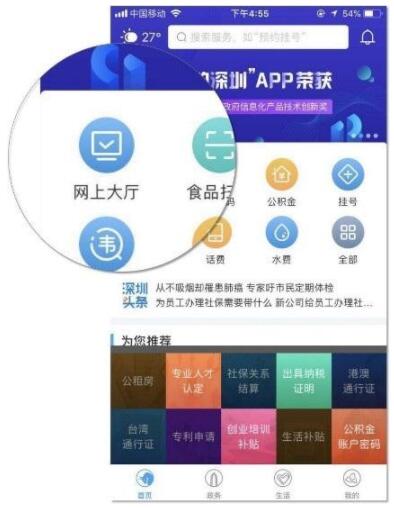 中国移动
下午4:55
54%
27°
搜索服务，如"预约挂号"
深圳"APP荣获
政府信息化产品技术创新奖
网上大厅
食品扫
码
公积金
挂号
话费
水费
全部
深圳
头条
从不吸烟却罹患肺癌 专家吁市民定期体检
为员工办理社保需要带什么 新公司给员工办理社...
为您推荐
公租房
专业人才
认定
社保关系
结算
出具纳税
证明
港澳
通行证
台湾
通行证
专利申请
创业培训
补贴
生活补贴
公积金
账户密码
首页
政务
生活
我的